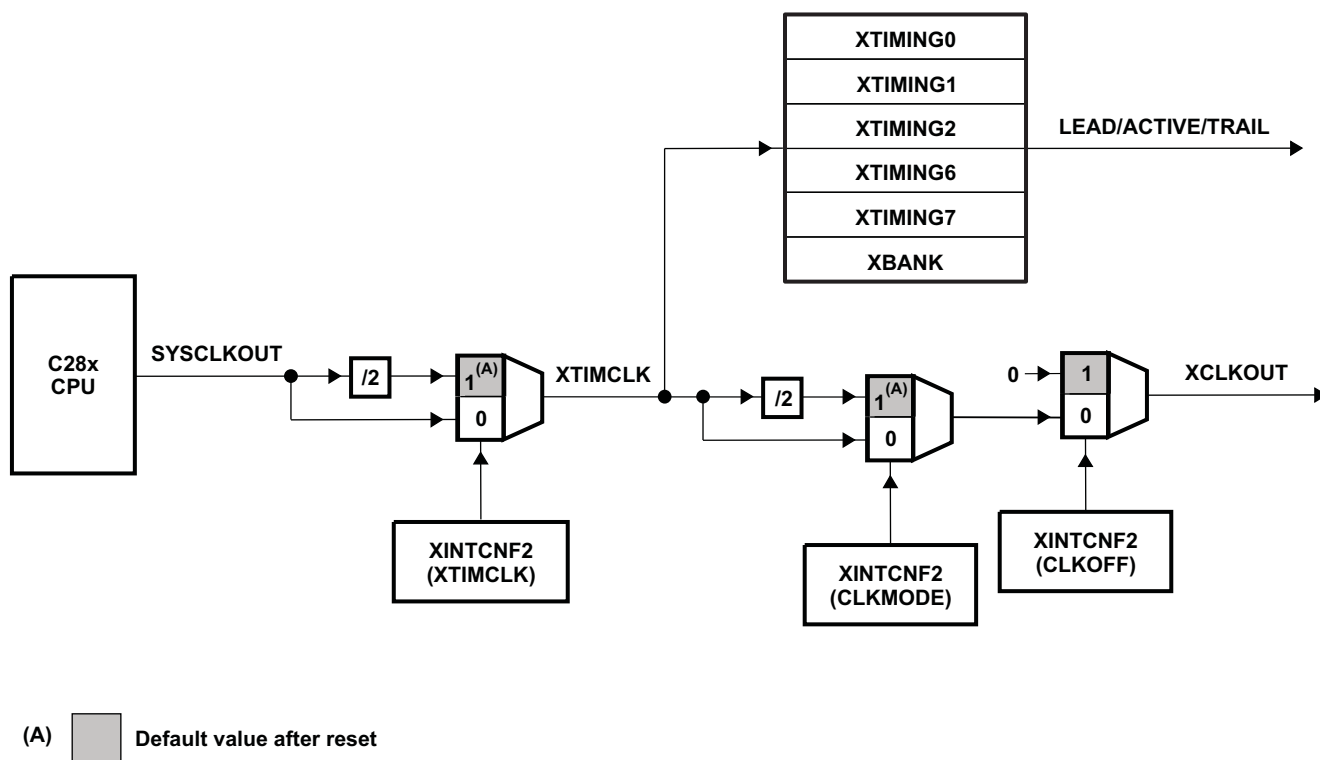 XTIMING0
XTIMING1
XTIMING2
LEAD/ACTIVE/TRAIL
XTIMING6
XTIMING7
XBANK
C28x
CPU
SYSCLKOUT
/2
1(A)
0
XTIMCLK
/2
1(A)
0
0
1
0
XCLKOUT
XINTCNF2
(XTIMCLK)
XINTCNF2
(CLKMODE)
XINTCNF2
(CLKOFF)
(A) Default value after reset